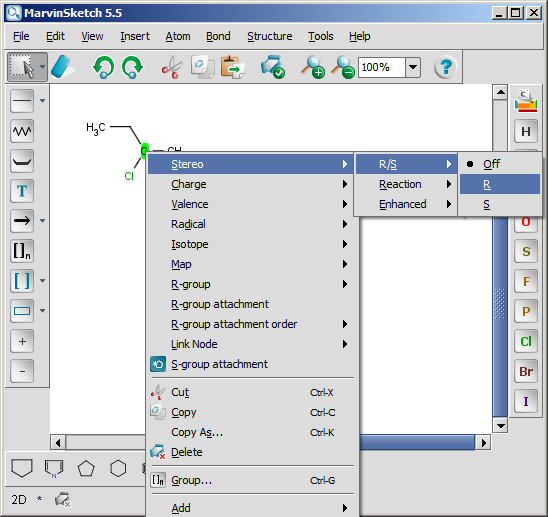 MarvinSketch 5.5
File Edit View Insert Atom Bond Structure Tools Help
100% ?
H3C
C CH
Cl
Stereo
Charge
Valence
Radical
Isotope
Map
R-group
R-group attachment
R-group attachment order
Link Node
S-group attachment
Cut Ctrl-X
Copy Ctrl-C
Copy As... Ctrl-K
Delete
[]n Group... Ctrl-G
Add
R/S
Reaction
Enhanced
Off
R
S
T
[]n
[ ]
+
-
H
O
S
F
P
Cl
Br
I
N
2D *